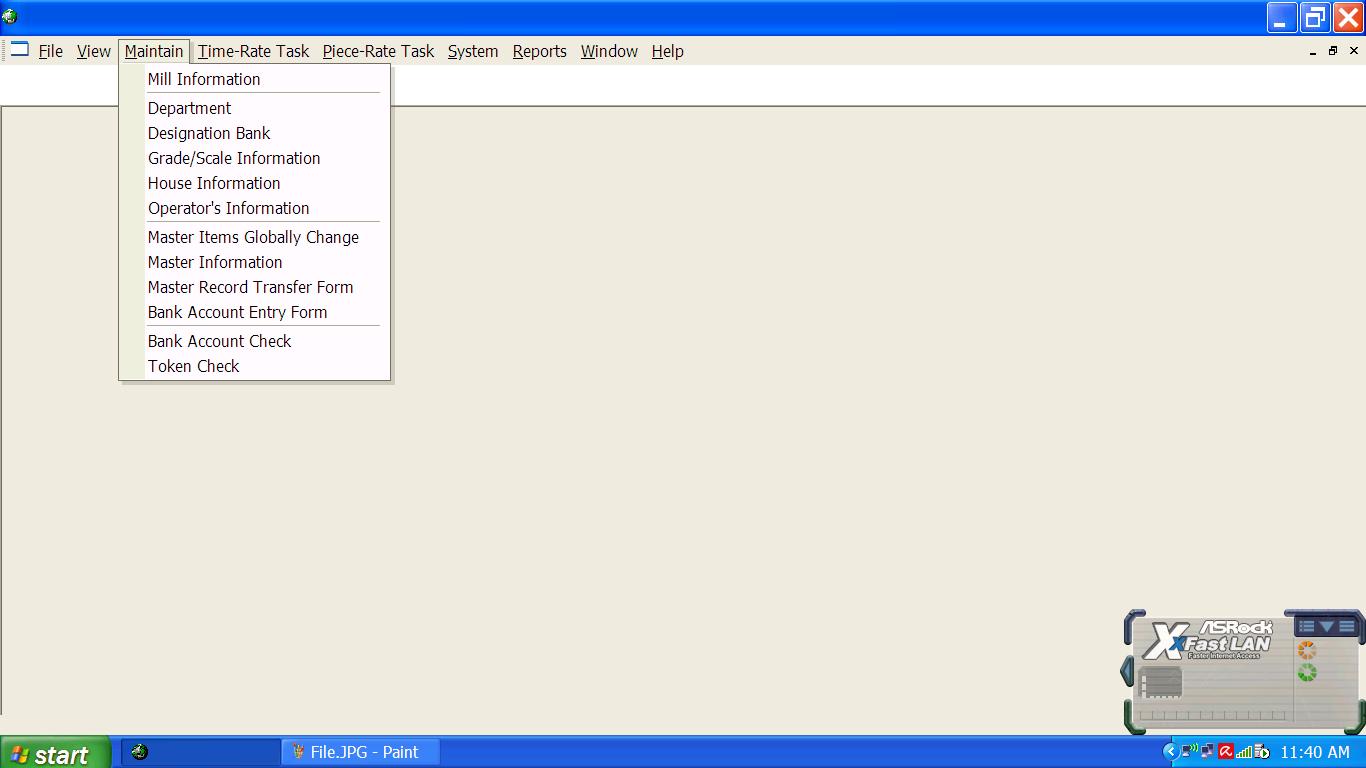 File View Maintain Time-Rate Task Piece-Rate Task System Reports Window Help
Mill Information
Department
Designation Bank
Grade/Scale Information
House Information
Operator's Information
Master Items Globally Change
Master Information
Master Record Transfer Form
Bank Account Entry Form
Bank Account Check
Token Check
ASRock
XFast LAN
Faster Internet Access
start File.JPG - Paint 11:40 AM